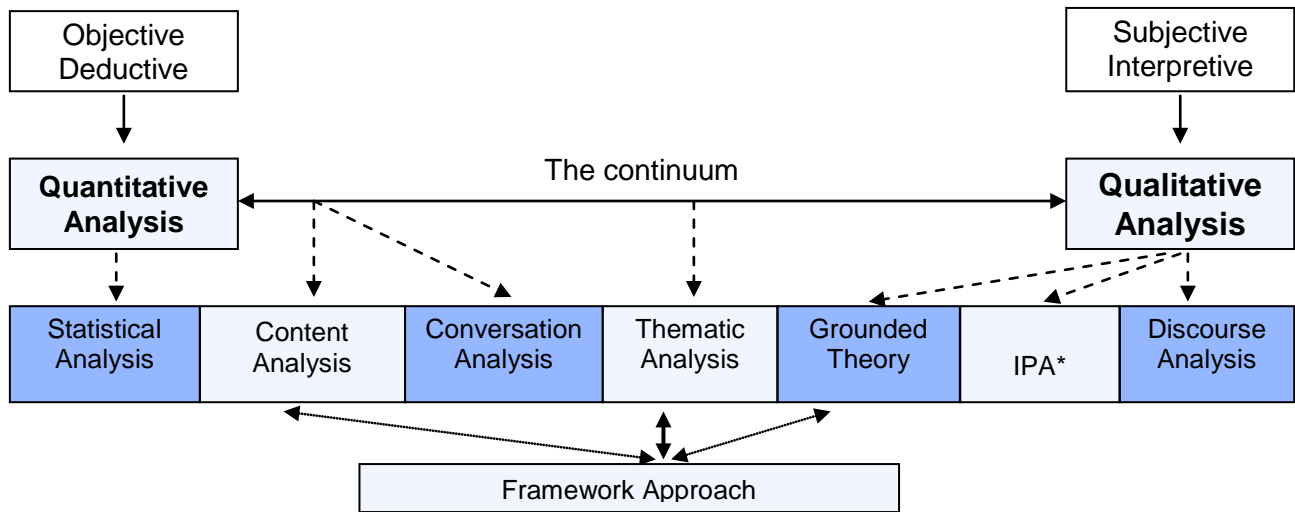 Objective
Deductive
Subjective
Interpretive
The continuum
Quantitative
Analysis
Qualitative
Analysis
Statistical
Analysis
Content
Analysis
Conversation
Analysis
Thematic
Analysis
Grounded
Theory
IPA*
Discourse
Analysis
Framework Approach